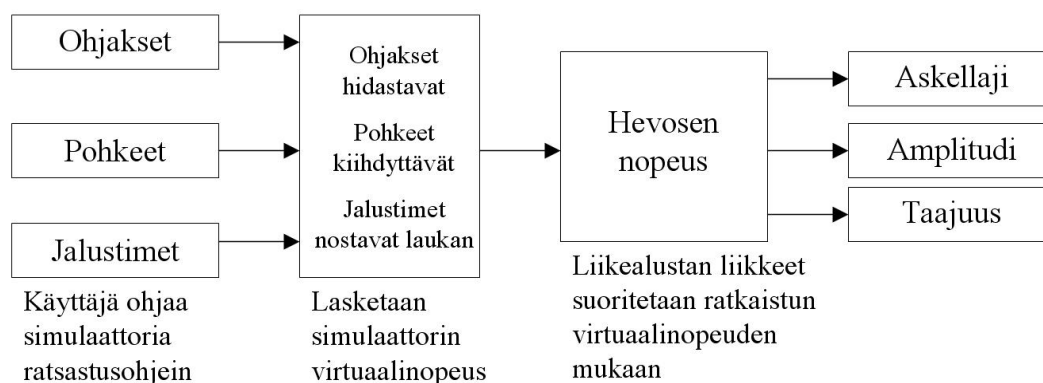 Ohjakset
Pohkeet
Jalustimet
Käyttäjä ohjaa
simulaattoria
ratsastusohjein
Ohjakset
hidastavat
Pohkeet
kiihdyttävät
Jalustimet
nostavat laukan
Lasketaan
simulaattorin
virtuaalinopeus
Hevosen
nopeus
Liikealustan liikkeet
suoritetaan ratkaistun
virtuaalinopeuden
mukaan
Askellaji
Amplitudi
Taajuus